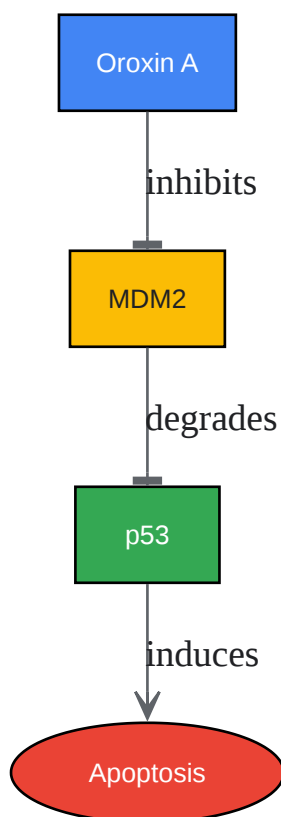 Oroxin A
inhibits
MDM2
degrades
p53
induces
Apoptosis